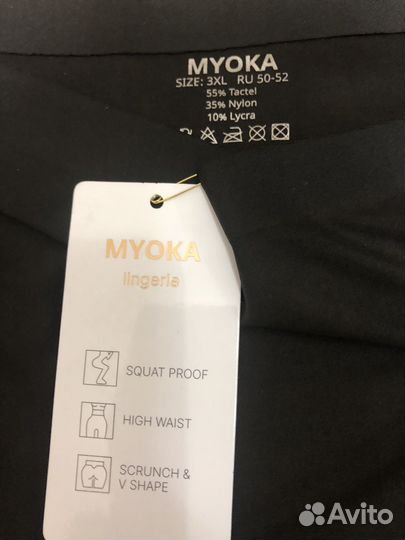 MYOKA
SIZE: 3XL RU 50-52
55% Tactel
35% Nylon
10% Lycra
MYOKA
lingerie
SQUAT PROOF
HIGH WAIST
SCRUNCH &
V SHAPE
Avito